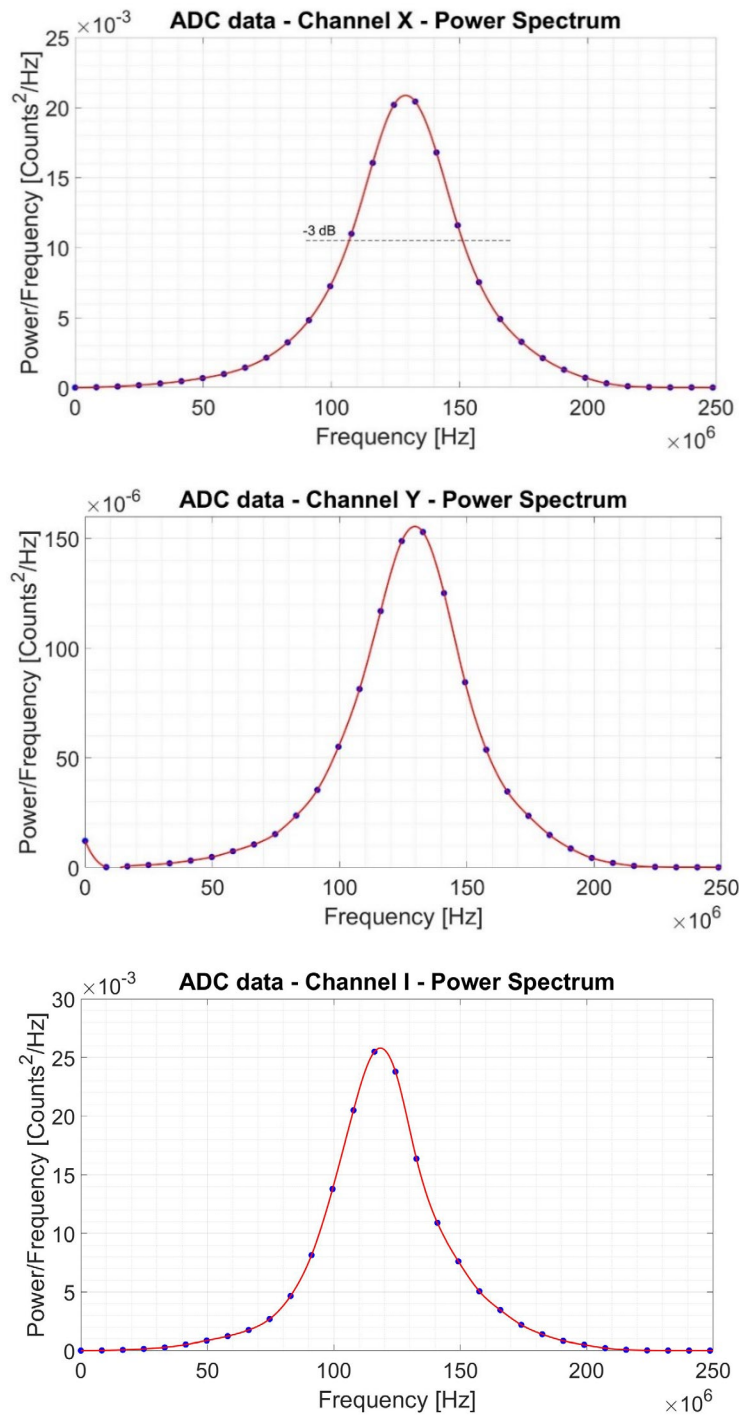 ADC data - Channel X - Power Spectrum
×10⁻³
Power/Frequency [Counts²/Hz]
25
20
15
10
5
0
-3 dB
0 50 100 150 200 250
Frequency [Hz]
×10⁶
ADC data - Channel Y - Power Spectrum
×10⁻⁶
Power/Frequency [Counts²/Hz]
150
100
50
0
0 50 100 150 200 250
Frequency [Hz]
×10⁶
ADC data - Channel I - Power Spectrum
×10⁻³
Power/Frequency [Counts²/Hz]
30
25
20
15
10
5
0
0 50 100 150 200 250
Frequency [Hz]
×10⁶